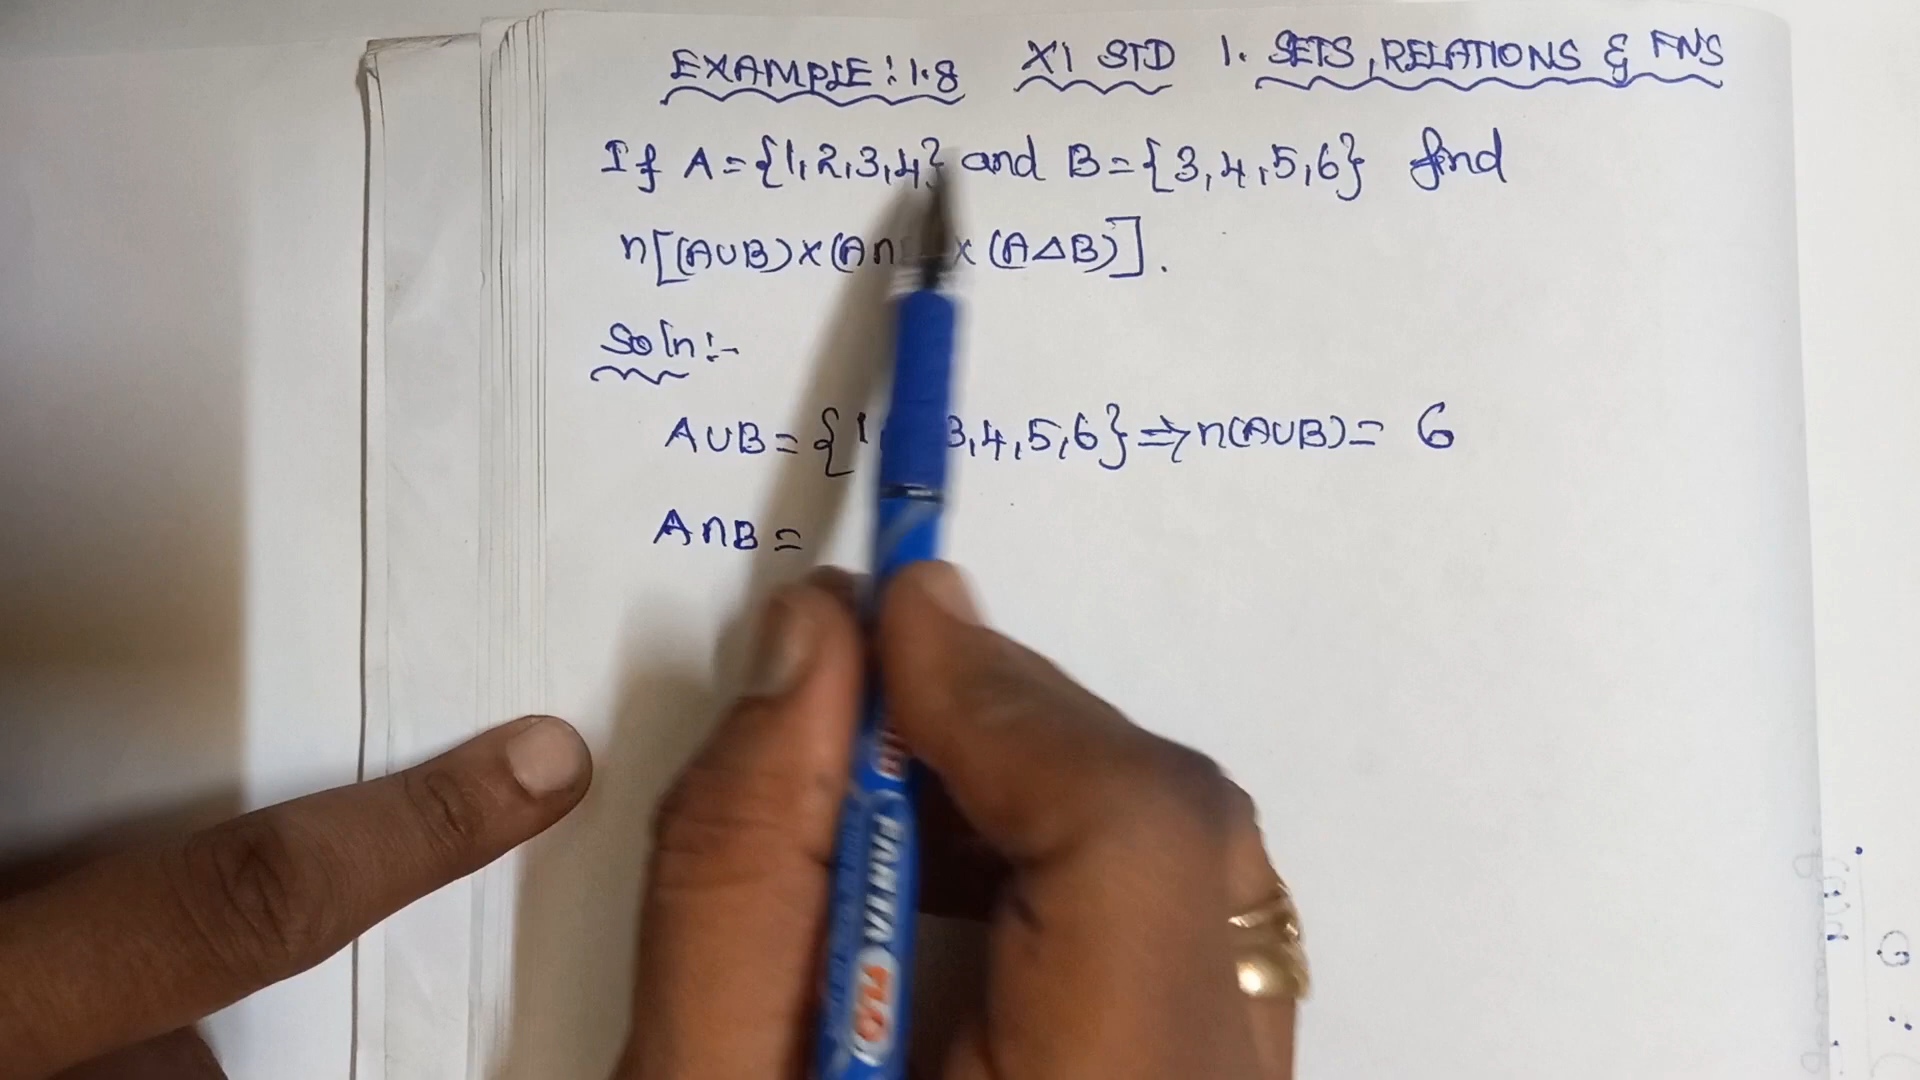 EXAMPLE: 1.8 XI STD 1. SETS, RELATIONS & FNS
If A = {1, 2, 3, 4} and B = {3, 4, 5, 6} find
n[(A∪B)×(A∩ × (A△B)].
Soln:-
A∪B = {1, 3, 4, 5, 6} ⇒ n(A∪B) = 6
A∩B =